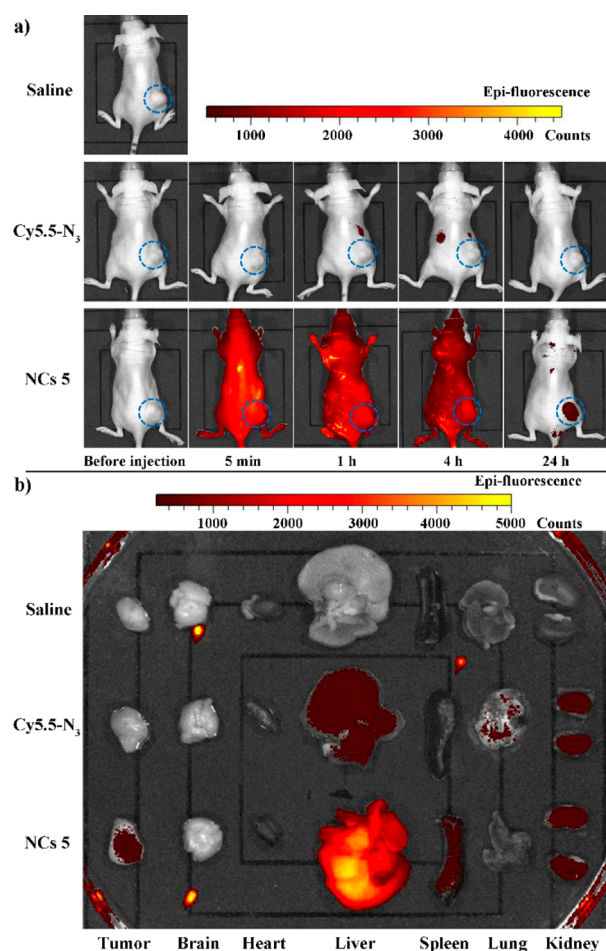 a)
Saline
Epi-fluorescence
1000 2000 3000 4000 Counts
Cy5.5-N3
NCs 5
Before injection 5 min 1 h 4 h 24 h
b)
Epi-fluorescence
1000 2000 3000 4000 5000
Counts
Saline
Cy5.5-N3
NCs 5
Tumor Brain Heart Liver Spleen Lung Kidney